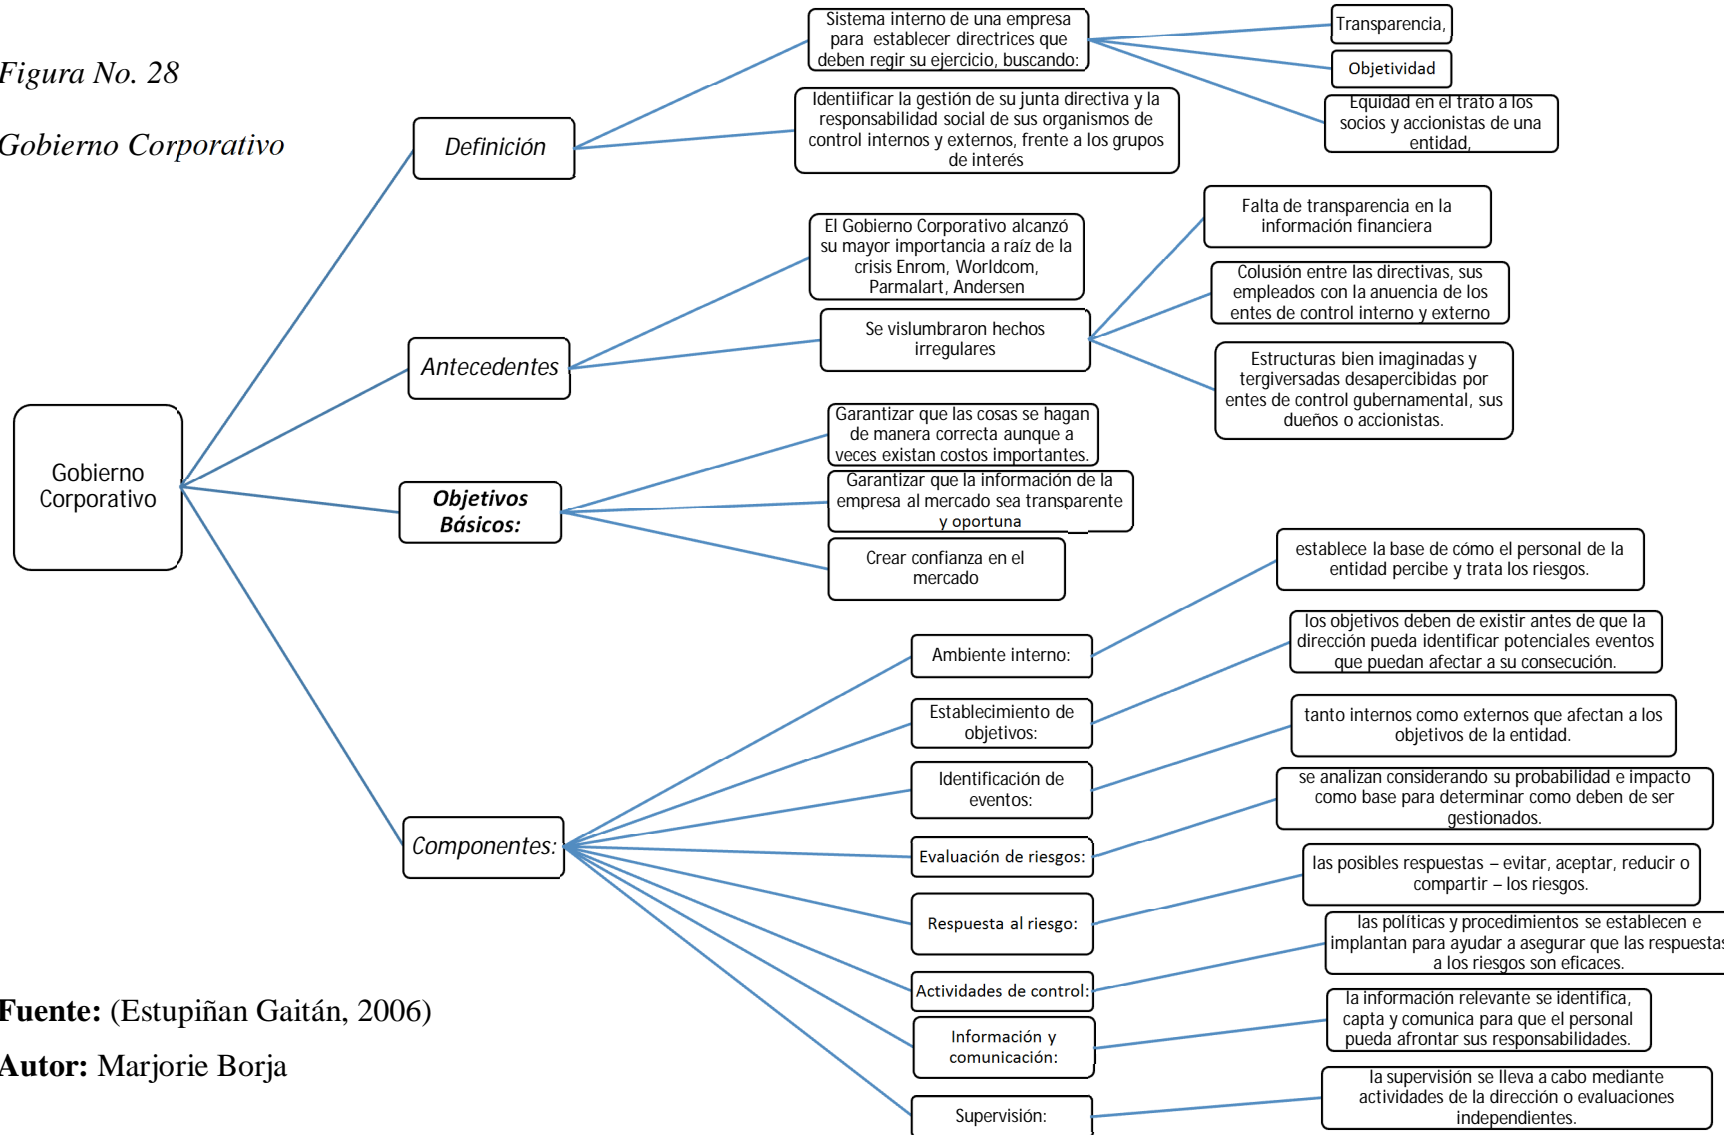 Figura No. 28
Gobierno Corporativo
Gobierno
Corporativo
Definición
Sistema interno de una empresa
para establecer directrices que
deben regir su ejercicio, buscando:
Transparencia,
Objetividad
Equidad en el trato a los
socios y accionistas de una
entidad,
Identiificar la gestión de su junta directiva y la
responsabilidad social de sus organismos de
control internos y externos, frente a los grupos
de interés
Antecedentes
El Gobierno Corporativo alcanzó
su mayor importancia a raíz de la
crisis Enrom, Worldcom,
Parmalart, Andersen
Se vislumbraron hechos
irregulares
Falta de transparencia en la
información financiera
Colusión entre las directivas, sus
empleados con la anuencia de los
entes de control interno y externo
Estructuras bien imaginadas y
tergiversadas desapercibidas por
entes de control gubernamental, sus
dueños o accionistas.
Objetivos
Básicos:
Garantizar que las cosas se hagan
de manera correcta aunque a
veces existan costos importantes.
Garantizar que la información de la
empresa al mercado sea transparente
y oportuna
Crear confianza en el
mercado
Componentes:
Ambiente interno:
establece la base de cómo el personal de la
entidad percibe y trata los riesgos.
Establecimiento de
objetivos:
los objetivos deben de existir antes de que la
dirección pueda identificar potenciales eventos
que puedan afectar a su consecución.
Identificación de
eventos:
tanto internos como externos que afectan a los
objetivos de la entidad.
Evaluación de riesgos:
se analizan considerando su probabilidad e impacto
como base para determinar como deben de ser
gestionados.
Respuesta al riesgo:
las posibles respuestas – evitar, aceptar, reducir o
compartir – los riesgos.
Actividades de control:
las políticas y procedimientos se establecen e
implantan para ayudar a asegurar que las respuestas
a los riesgos son eficaces.
Información y
comunicación:
la información relevante se identifica,
capta y comunica para que el personal
pueda afrontar sus responsabilidades.
Supervisión:
la supervisión se lleva a cabo mediante
actividades de la dirección o evaluaciones
independientes.
Fuente: (Estupiñan Gaitán, 2006)
Autor: Marjorie Borja